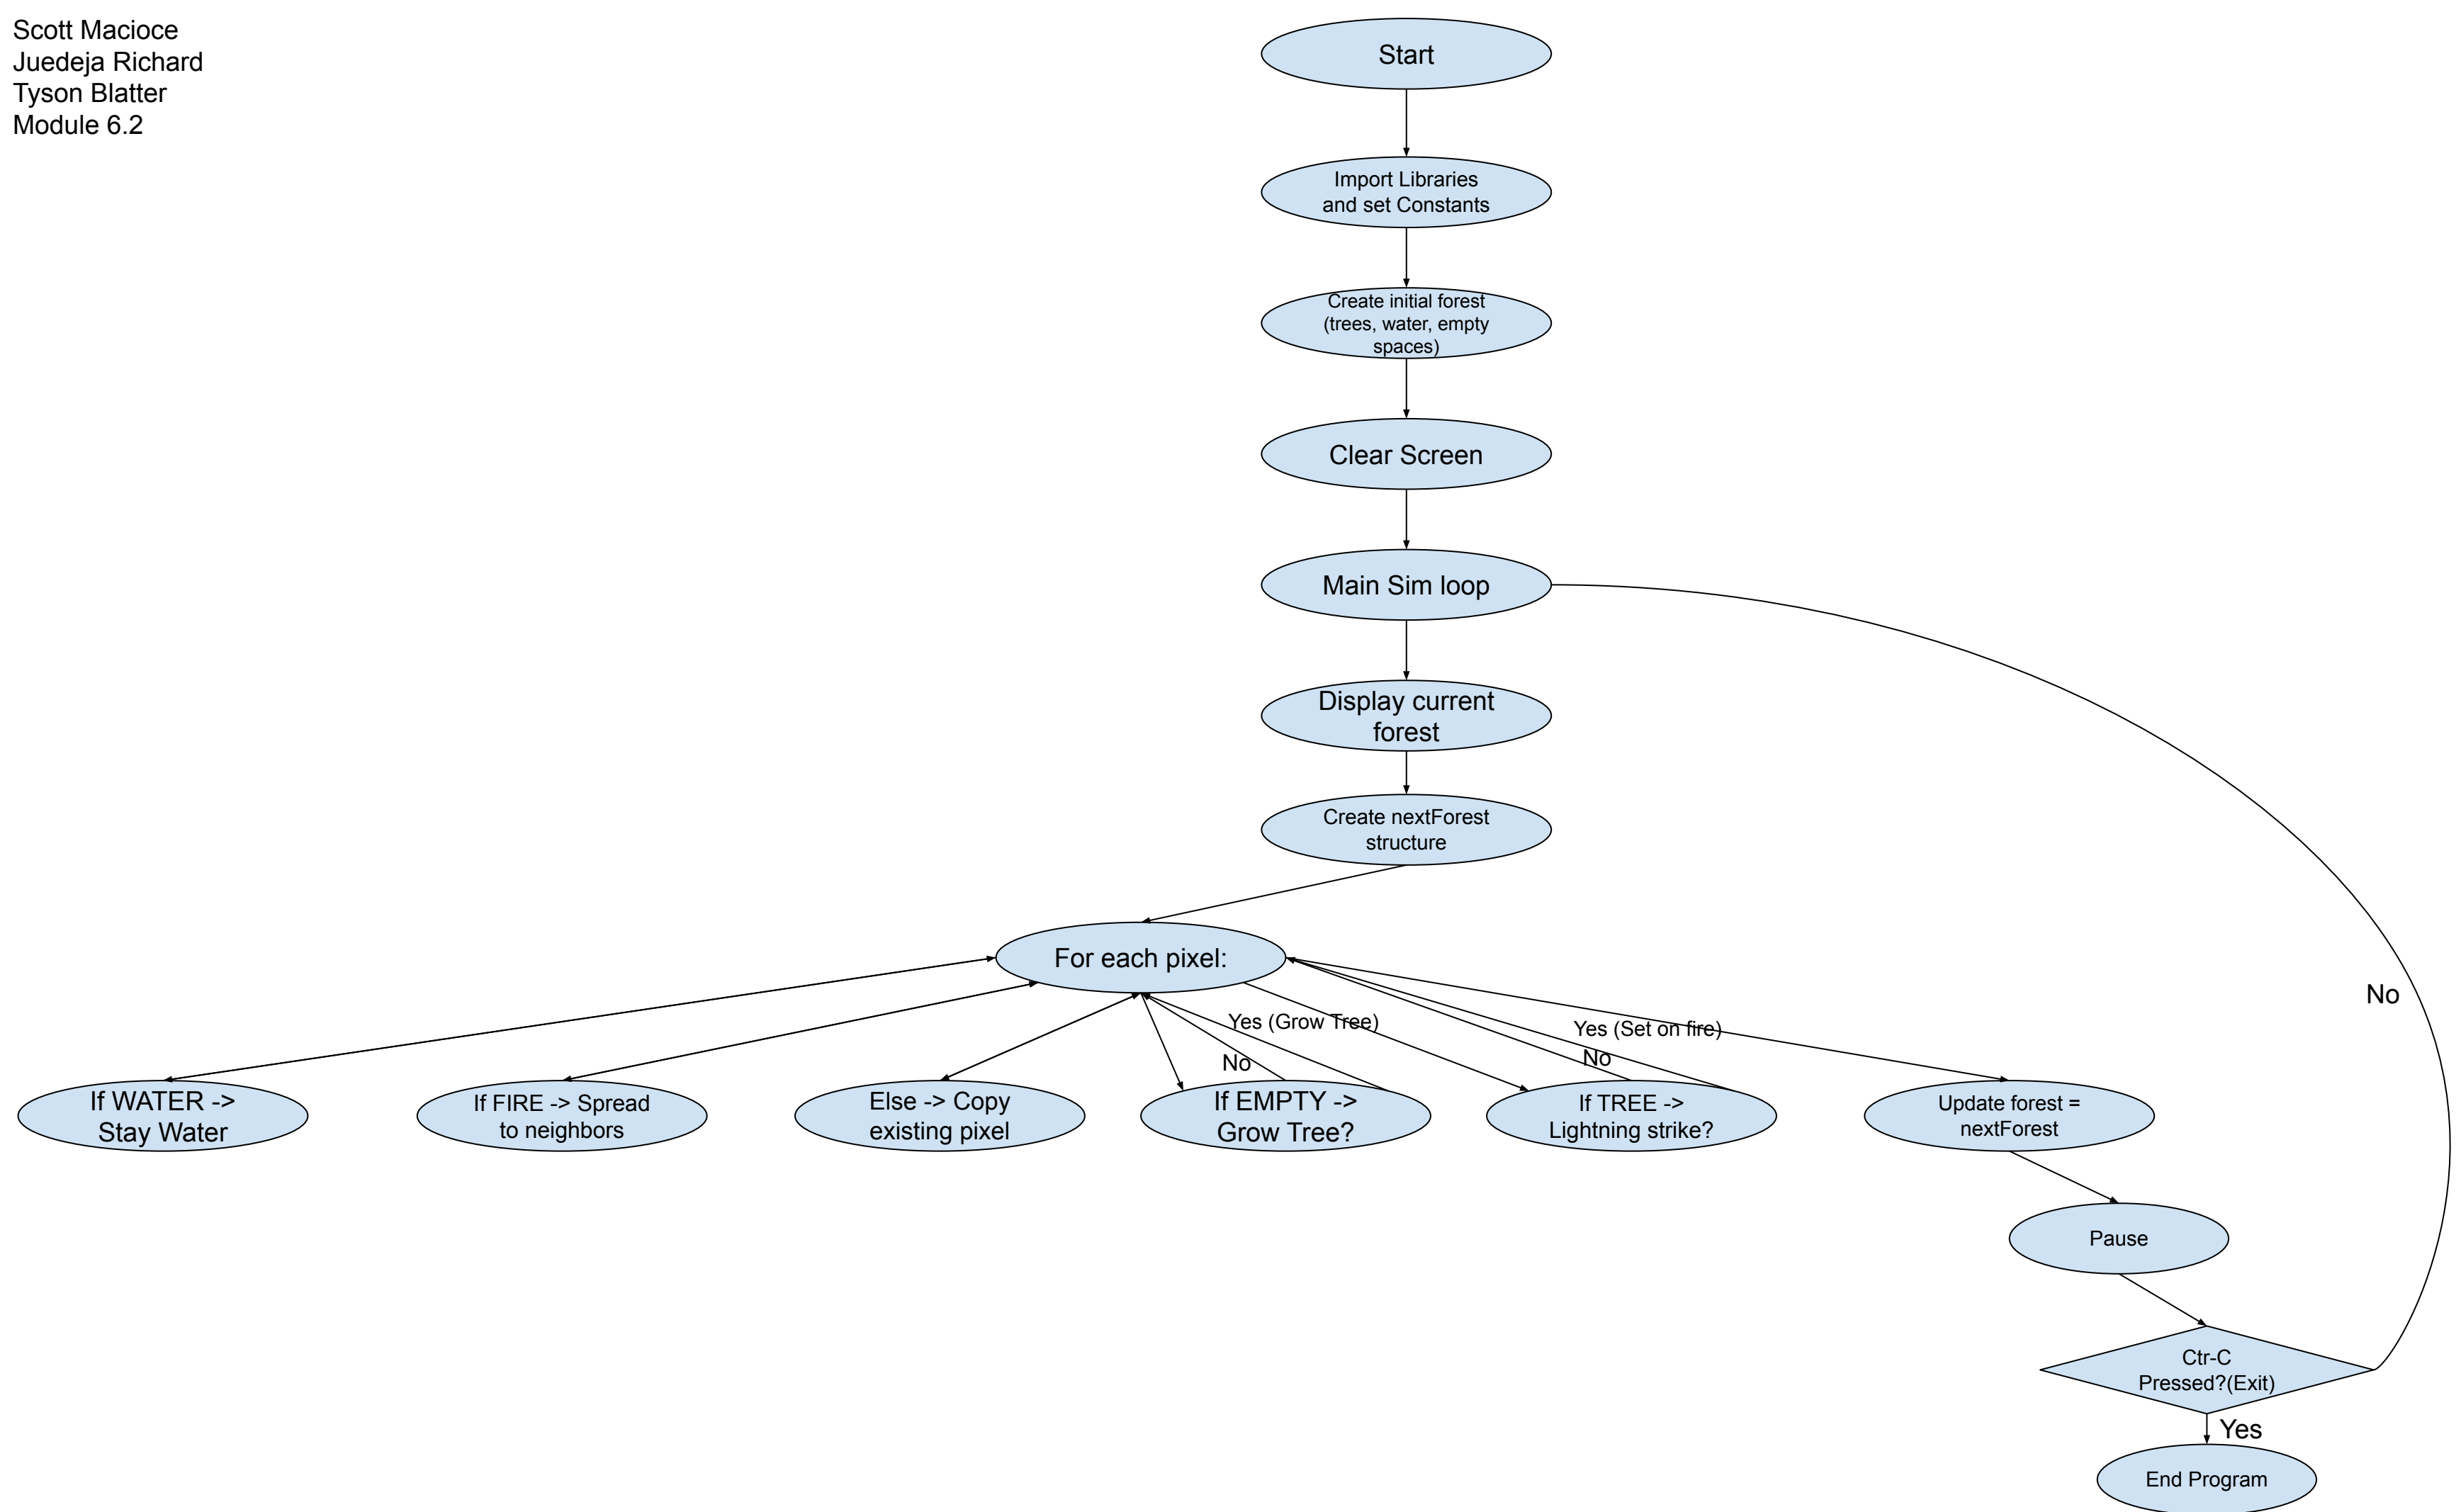 Scott Macioce
Juedeja Richard
Tyson Blatter
Module 6.2
Start
Import Libraries
and set Constants
Create initial forest
(trees, water, empty
spaces)
Clear Screen
Main Sim loop
Display current
forest
Create nextForest
structure
For each pixel:
No
Yes (Grow Tree)
Yes (Set on fire)
No
No
If WATER ->
Stay Water
If FIRE -> Spread
to neighbors
Else -> Copy
existing pixel
If EMPTY ->
Grow Tree?
If TREE ->
Lightning strike?
Update forest =
nextForest
Pause
Ctr-C
Pressed?(Exit)
Yes
End Program